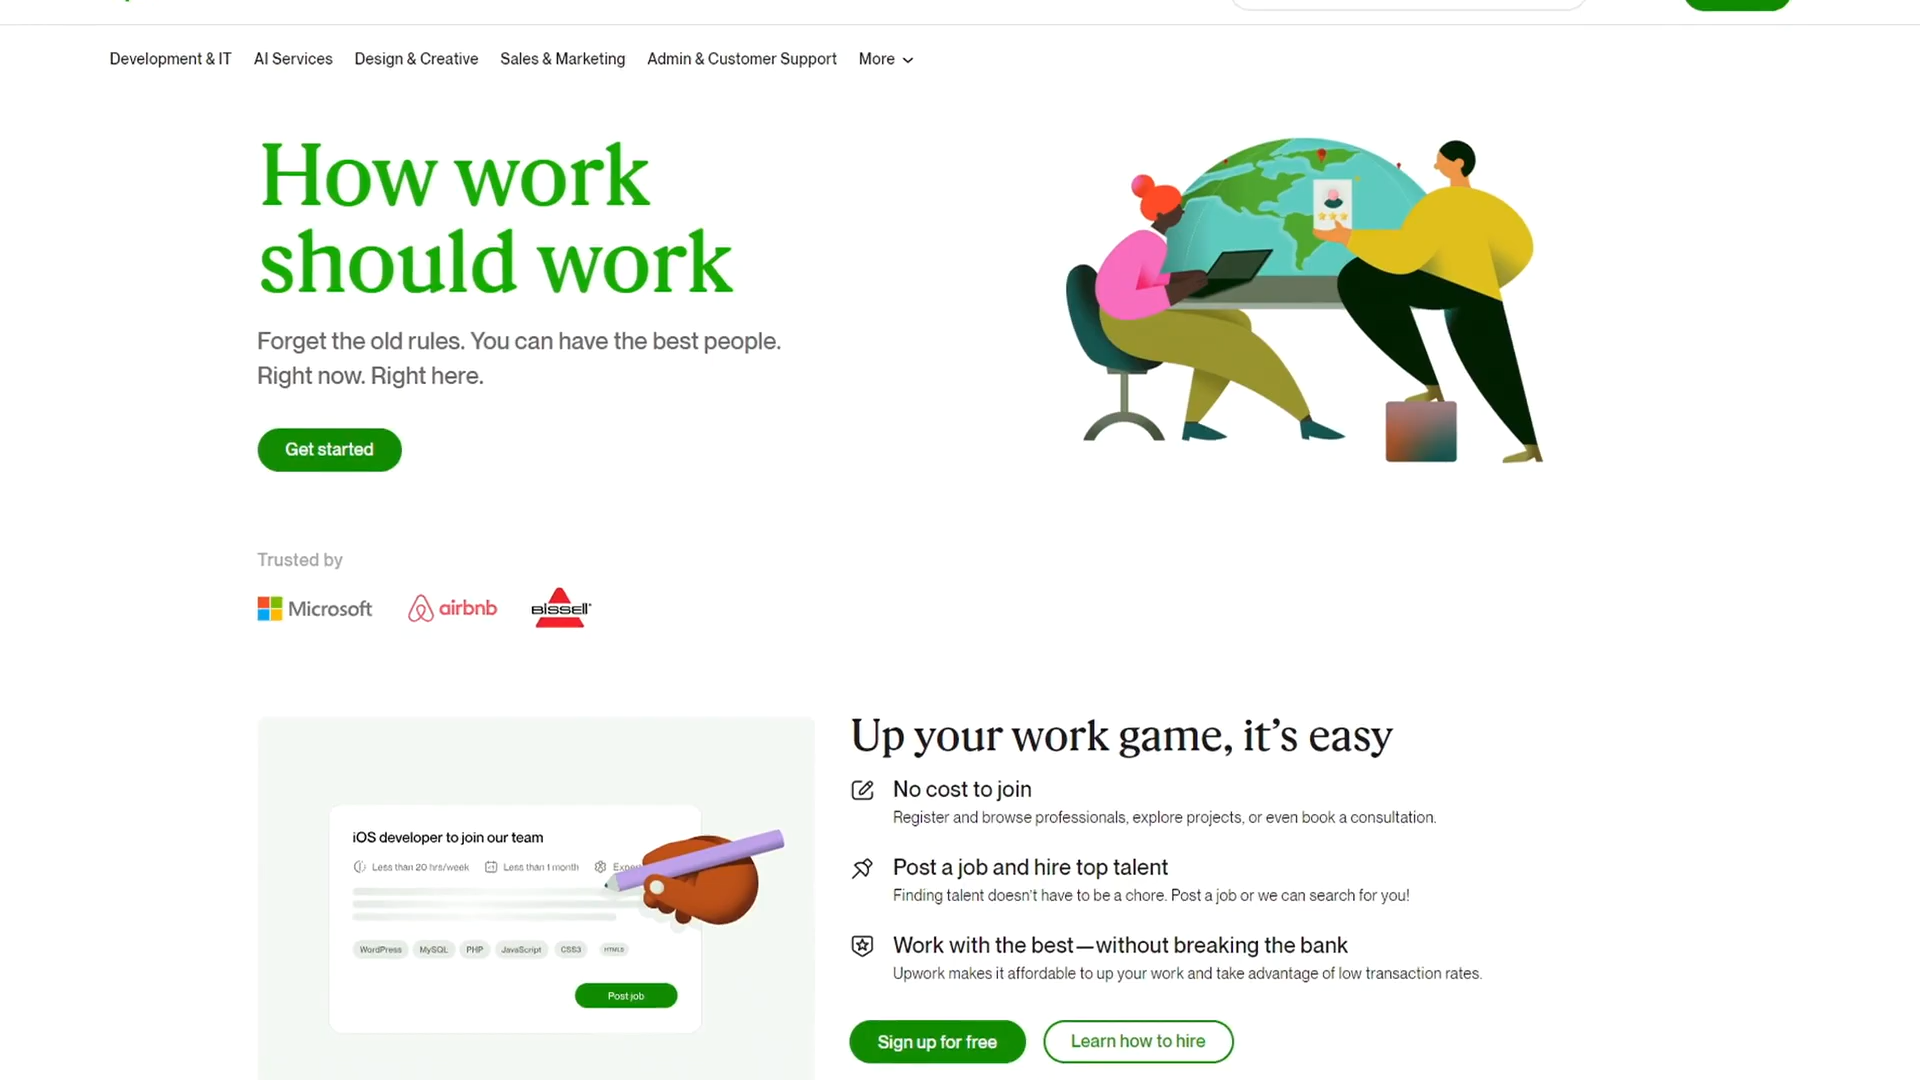 Development & IT
AI Services
Design & Creative
Sales & Marketing
Admin & Customer Support
More
How work
should work
Forget the old rules. You can have the best people.
Right now. Right here.
Get started
Trusted by
Microsoft
airbnb
BISSELL
Up your work game, it's easy
No cost to join
Register and browse professionals, explore projects, or even book a consultation.
Post a job and hire top talent
Finding talent doesn't have to be a chore. Post a job or we can search for you!
Work with the best—without breaking the bank
Upwork makes it affordable to up your work and take advantage of low transaction rates.
Sign up for free
Learn how to hire
iOS developer to join our team
Less than 20 hrs/week
Less than 1 month
WordPress
MySQL
PHP
JavaScript
CSS3
HTML5
Post job